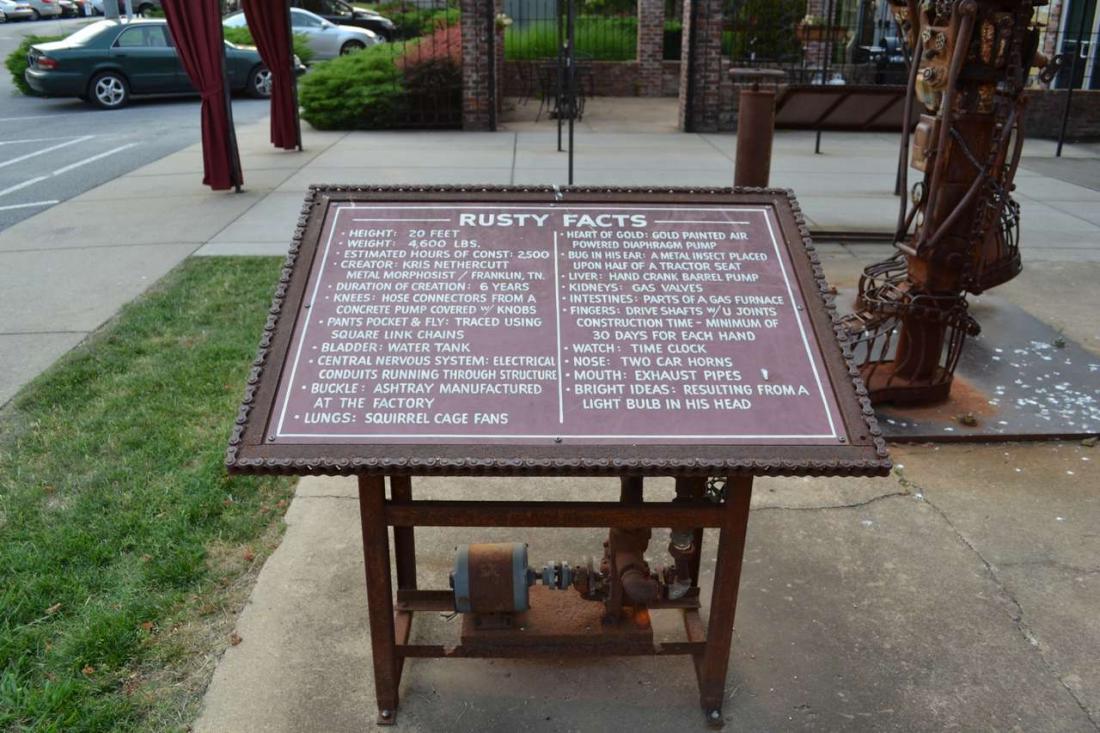 RUSTY FACTS
• HEIGHT: 20 FEET
• WEIGHT: 4,600 LBS.
• ESTIMATED HOURS OF CONST: 2,500
• CREATOR: KRIS NETHERCUTT
METAL MORPHOSIST / FRANKLIN, TN.
• DURATION OF CREATION: 6 YEARS
• KNEES: HOSE CONNECTORS FROM A
CONCRETE PUMP COVERED W/ KNOBS
• PANTS POCKET & FLY: TRACED USING
SQUARE LINK CHAINS
• BLADDER: WATER TANK
• CENTRAL NERVOUS SYSTEM: ELECTRICAL
CONDUITS RUNNING THROUGH STRUCTURE
• BUCKLE: ASHTRAY MANUFACTURED
AT THE FACTORY
• LUNGS: SQUIRREL CAGE FANS
• HEART OF GOLD: GOLD PAINTED AIR
POWERED DIAPHRAGM PUMP
• BUG IN HIS EAR: A METAL INSECT PLACED
UPON HALF OF A TRACTOR SEAT
• LIVER: HAND CRANK BARREL PUMP
• KIDNEYS: GAS VALVES
• INTESTINES: PARTS OF A GAS FURNACE
• FINGERS: DRIVE SHAFTS W/U JOINTS
CONSTRUCTION TIME - MINIMUM OF
30 DAYS FOR EACH HAND
• WATCH: TIME CLOCK
• NOSE: TWO CAR HORNS
• MOUTH: EXHAUST PIPES
• BRIGHT IDEAS: RESULTING FROM A
LIGHT BULB IN HIS HEAD